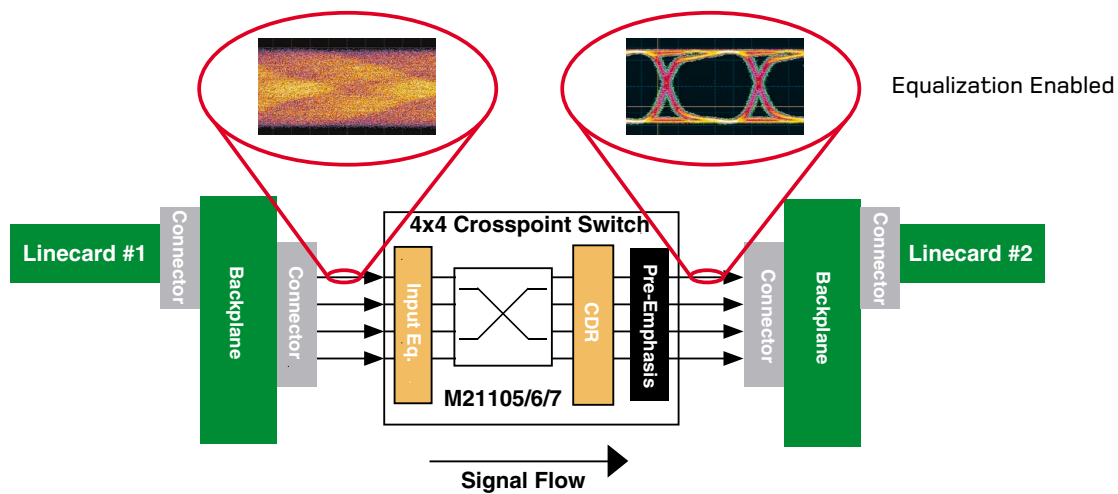 Equalization Enabled
4x4 Crosspoint Switch
Linecard #1
Connector
Backplane
Connector
Input Eq.
CDR
Pre-Emphasis
M21105/6/7
Connector
Backplane
Connector
Linecard #2
Signal Flow